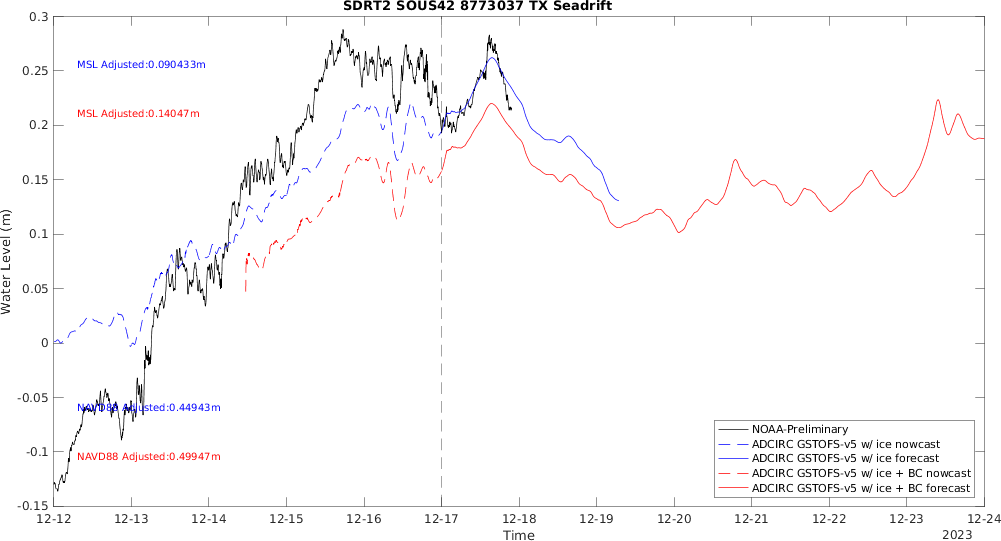 SDRT2 SOUS42 8773037 TX Seadrift
Water Level (m)
0.3
0.25
0.2
0.15
0.1
0.05
0
-0.05
-0.1
-0.15
MSL Adjusted:0.090433m
MSL Adjusted:0.14047m
NAVD88 Adjusted:0.44943m
NAVD88 Adjusted:0.49947m
NOAA-Preliminary
ADCIRC GSTOFS-v5 w/ ice nowcast
ADCIRC GSTOFS-v5 w/ ice forecast
ADCIRC GSTOFS-v5 w/ ice + BC nowcast
ADCIRC GSTOFS-v5 w/ ice + BC forecast
12-12 12-13 12-14 12-15 12-16 12-17 12-18 12-19 12-20 12-21 12-22 12-23 12-24
Time
2023